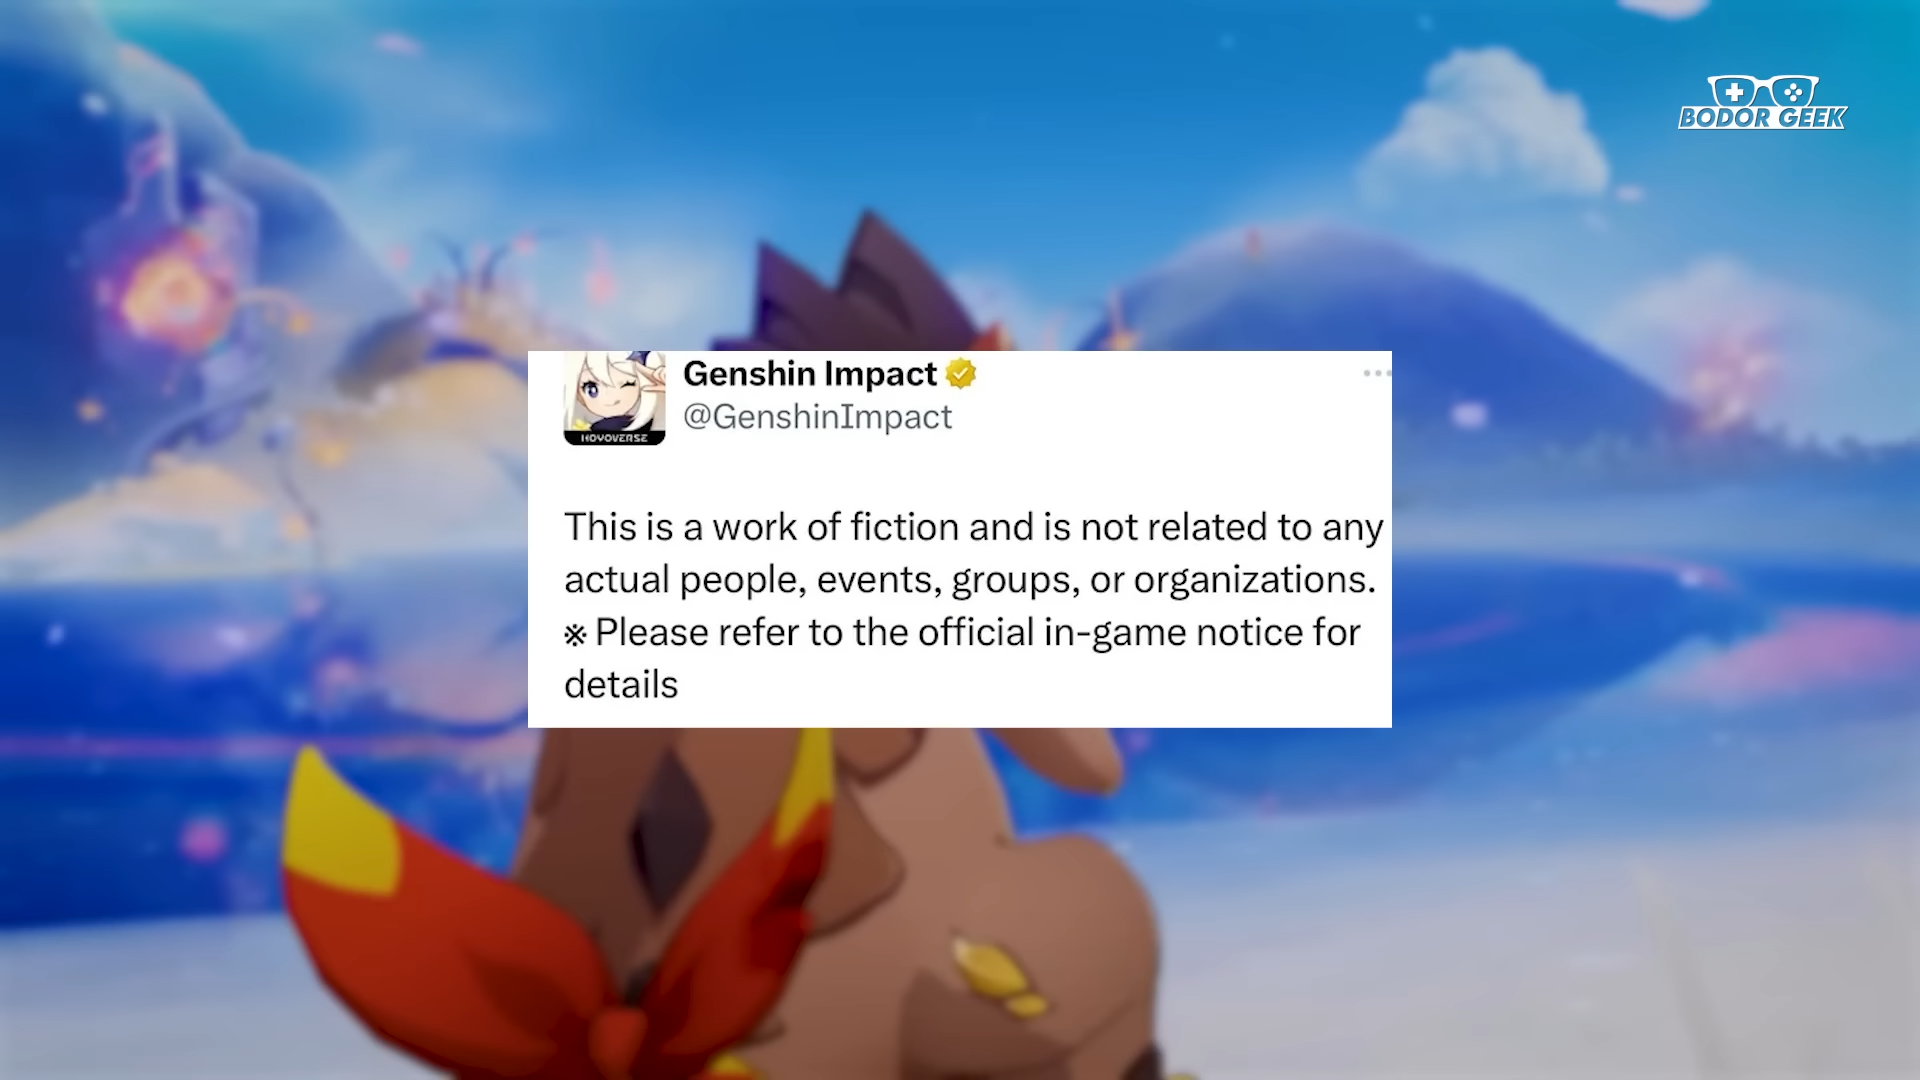 BODOR GEEK
Genshin Impact
@GenshinImpact
HOYOVERSE
This is a work of fiction and is not related to any
actual people, events, groups, or organizations.
※ Please refer to the official in-game notice for
details